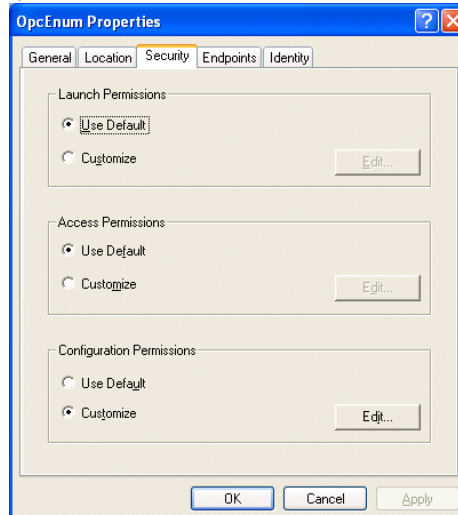 OpcEnum Properties
General Location Security Endpoints Identity
Launch Permissions
Use Default
Customize
Edit...
Access Permissions
Use Default
Customize
Edit...
Configuration Permissions
Use Default
Customize
Edit...
OK Cancel Apply